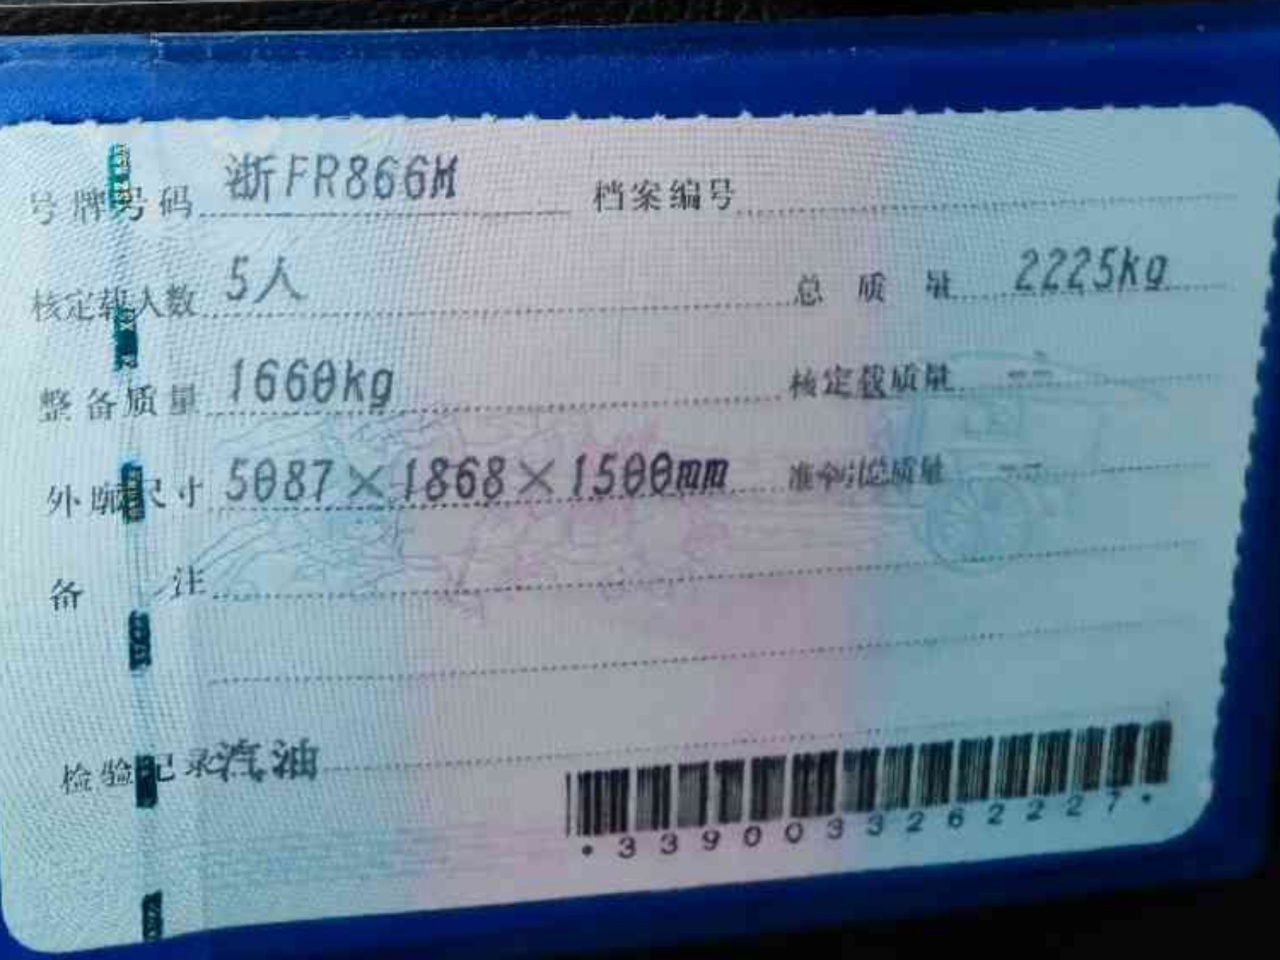 号牌号码 浙FR866M 档案编号
核定载人数 5人 总质量 2225kg
整备质量 1660kg 核定载质量 --
外廓尺寸 5087×1868×1500mm 准牵引总质量 --
备注
检验记录 汽油
*3390033262227*